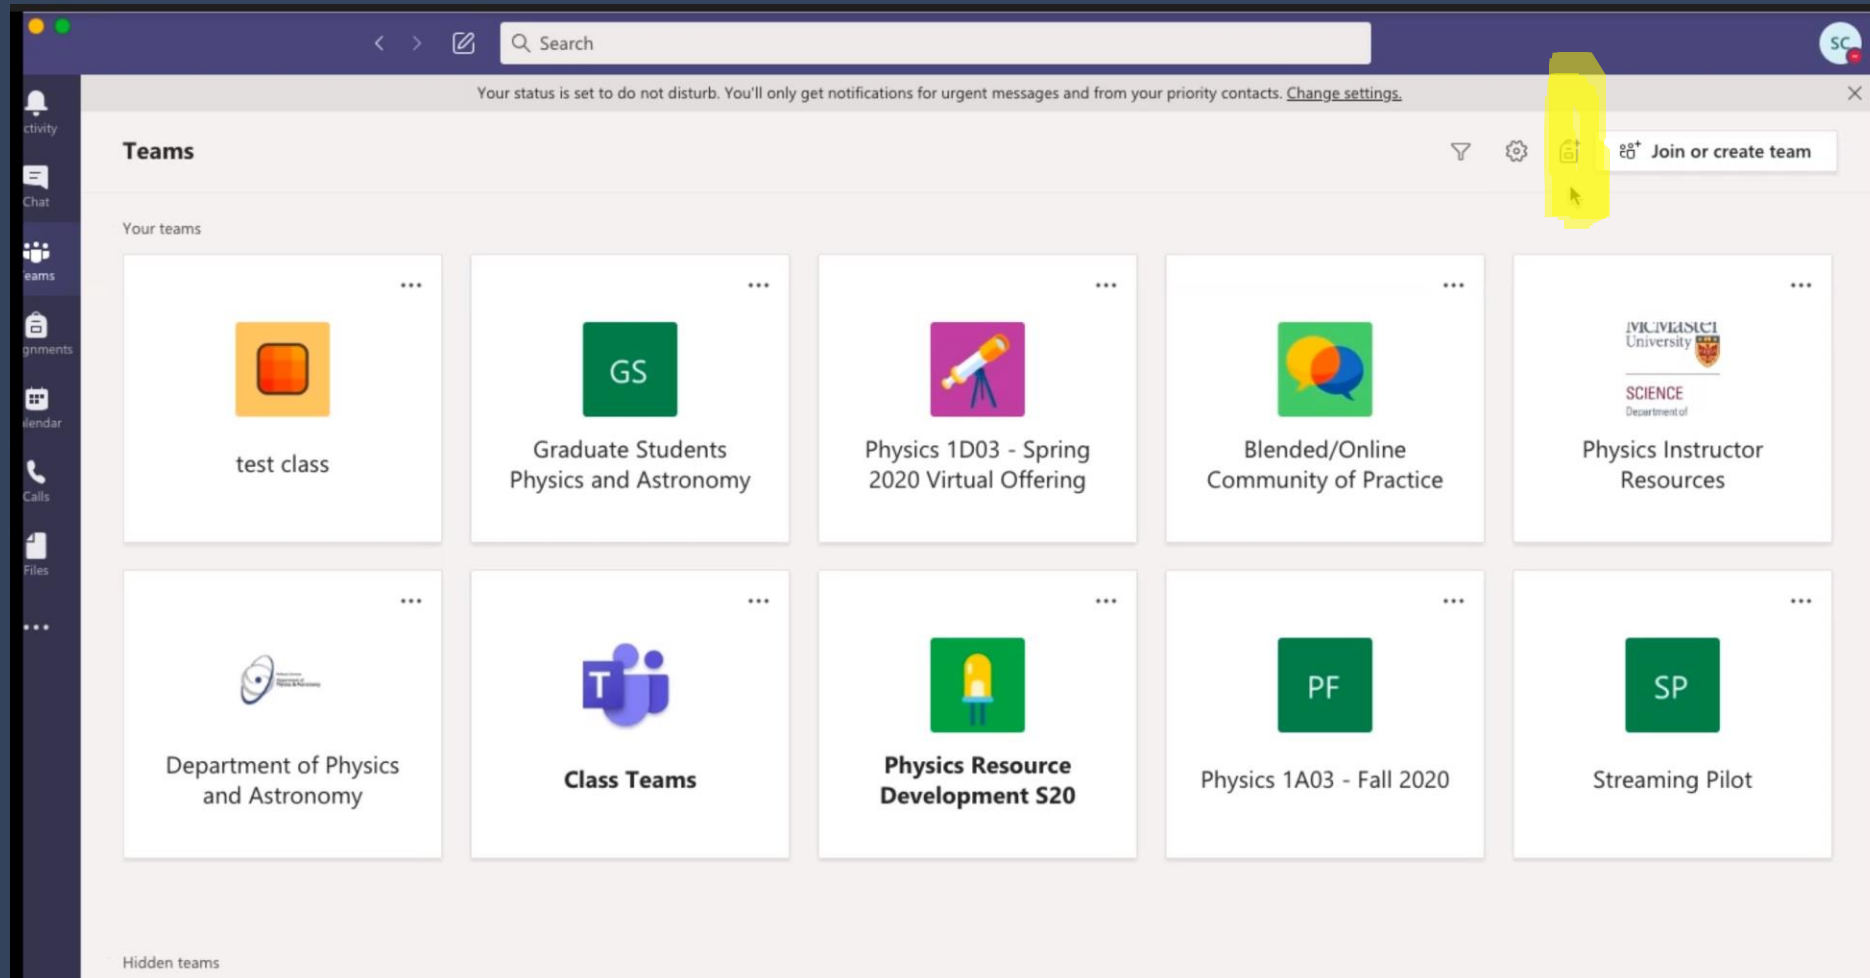 Search
SC
Your status is set to do not disturb. You'll only get notifications for urgent messages and from your priority contacts. Change settings.
ctivity
Chat
eams
gnments
lendar
Calls
Files
Teams
Join or create team
Your teams
test class
GS
Graduate Students
Physics and Astronomy
Physics 1D03 - Spring
2020 Virtual Offering
Blended/Online
Community of Practice
McMaster
University
SCIENCE
Department of
Physics Instructor
Resources
Department of Physics
and Astronomy
T
Class Teams
Physics Resource
Development S20
PF
Physics 1A03 - Fall 2020
SP
Streaming Pilot
Hidden teams